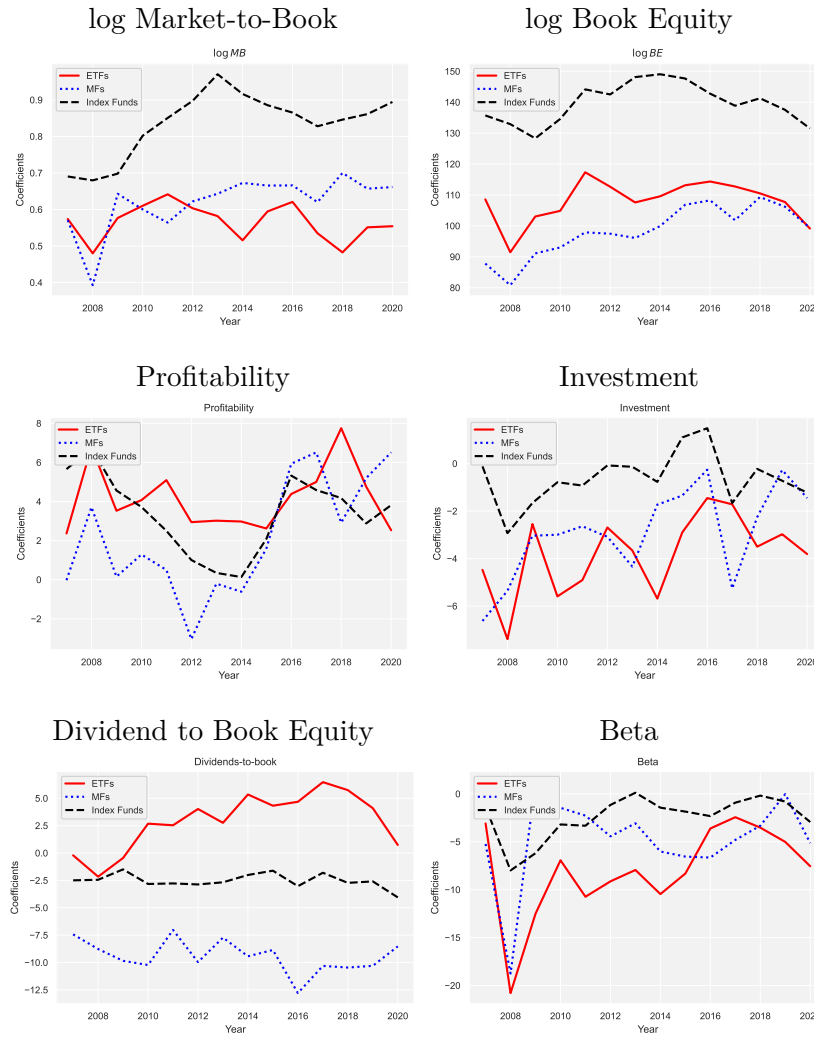 log Market-to-Book
log MB
ETFs
MFs
Index Funds
Coefficients
0.9
0.8
0.7
0.6
0.5
0.4
2008 2010 2012 2014 2016 2018 2020
Year
log Book Equity
log BE
ETFs
MFs
Index Funds
Coefficients
150
140
130
120
110
100
90
80
2008 2010 2012 2014 2016 2018 202
Year
Profitability
Profitability
ETFs
MFs
Index Funds
Coefficients
8
6
4
2
0
−2
2008 2010 2012 2014 2016 2018 2020
Year
Investment
Investment
ETFs
MFs
Index Funds
Coefficients
0
−2
−4
−6
2008 2010 2012 2014 2016 2018 2020
Year
Dividend to Book Equity
Dividends-to-book
ETFs
MFs
Index Funds
Coefficients
5.0
2.5
0.0
−2.5
−5.0
−7.5
−10.0
−12.5
2008 2010 2012 2014 2016 2018 2020
Year
Beta
Beta
ETFs
MFs
Index Funds
Coefficients
0
−5
−10
−15
−20
2008 2010 2012 2014 2016 2018 2020
Year